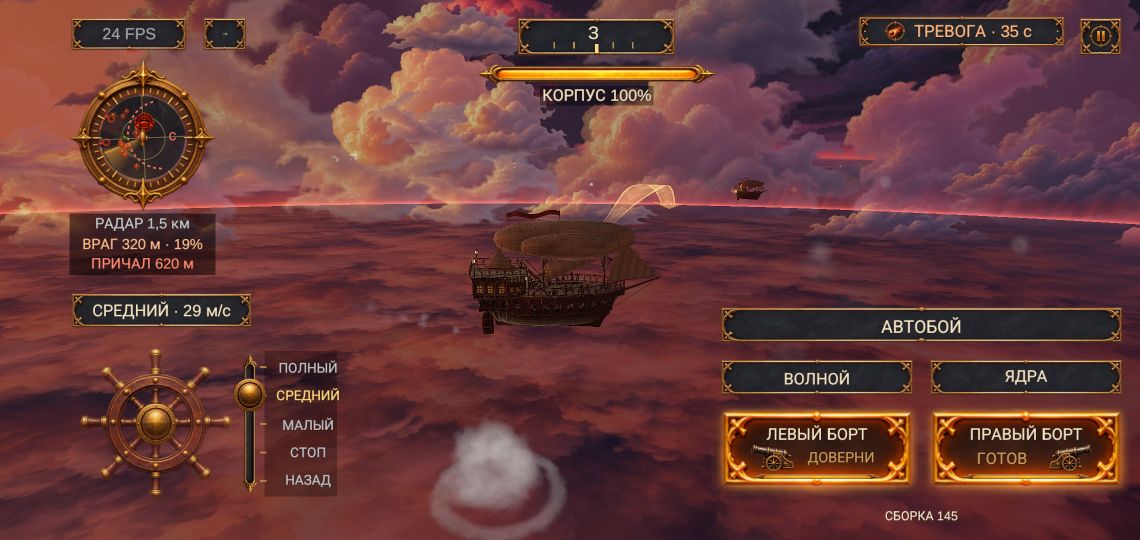 24 FPS
~
3
ТРЕВОГА · 35 с
КОРПУС 100%
С
РАДАР 1,5 км
ВРАГ 320 м · 19%
ПРИЧАЛ 620 м
СРЕДНИЙ · 29 м/с
ПОЛНЫЙ
СРЕДНИЙ
МАЛЫЙ
СТОП
НАЗАД
АВТОБОЙ
ВОЛНОЙ
ЯДРА
ЛЕВЫЙ БОРТ
ДОВЕРНИ
ПРАВЫЙ БОРТ
ГОТОВ
СБОРКА 145